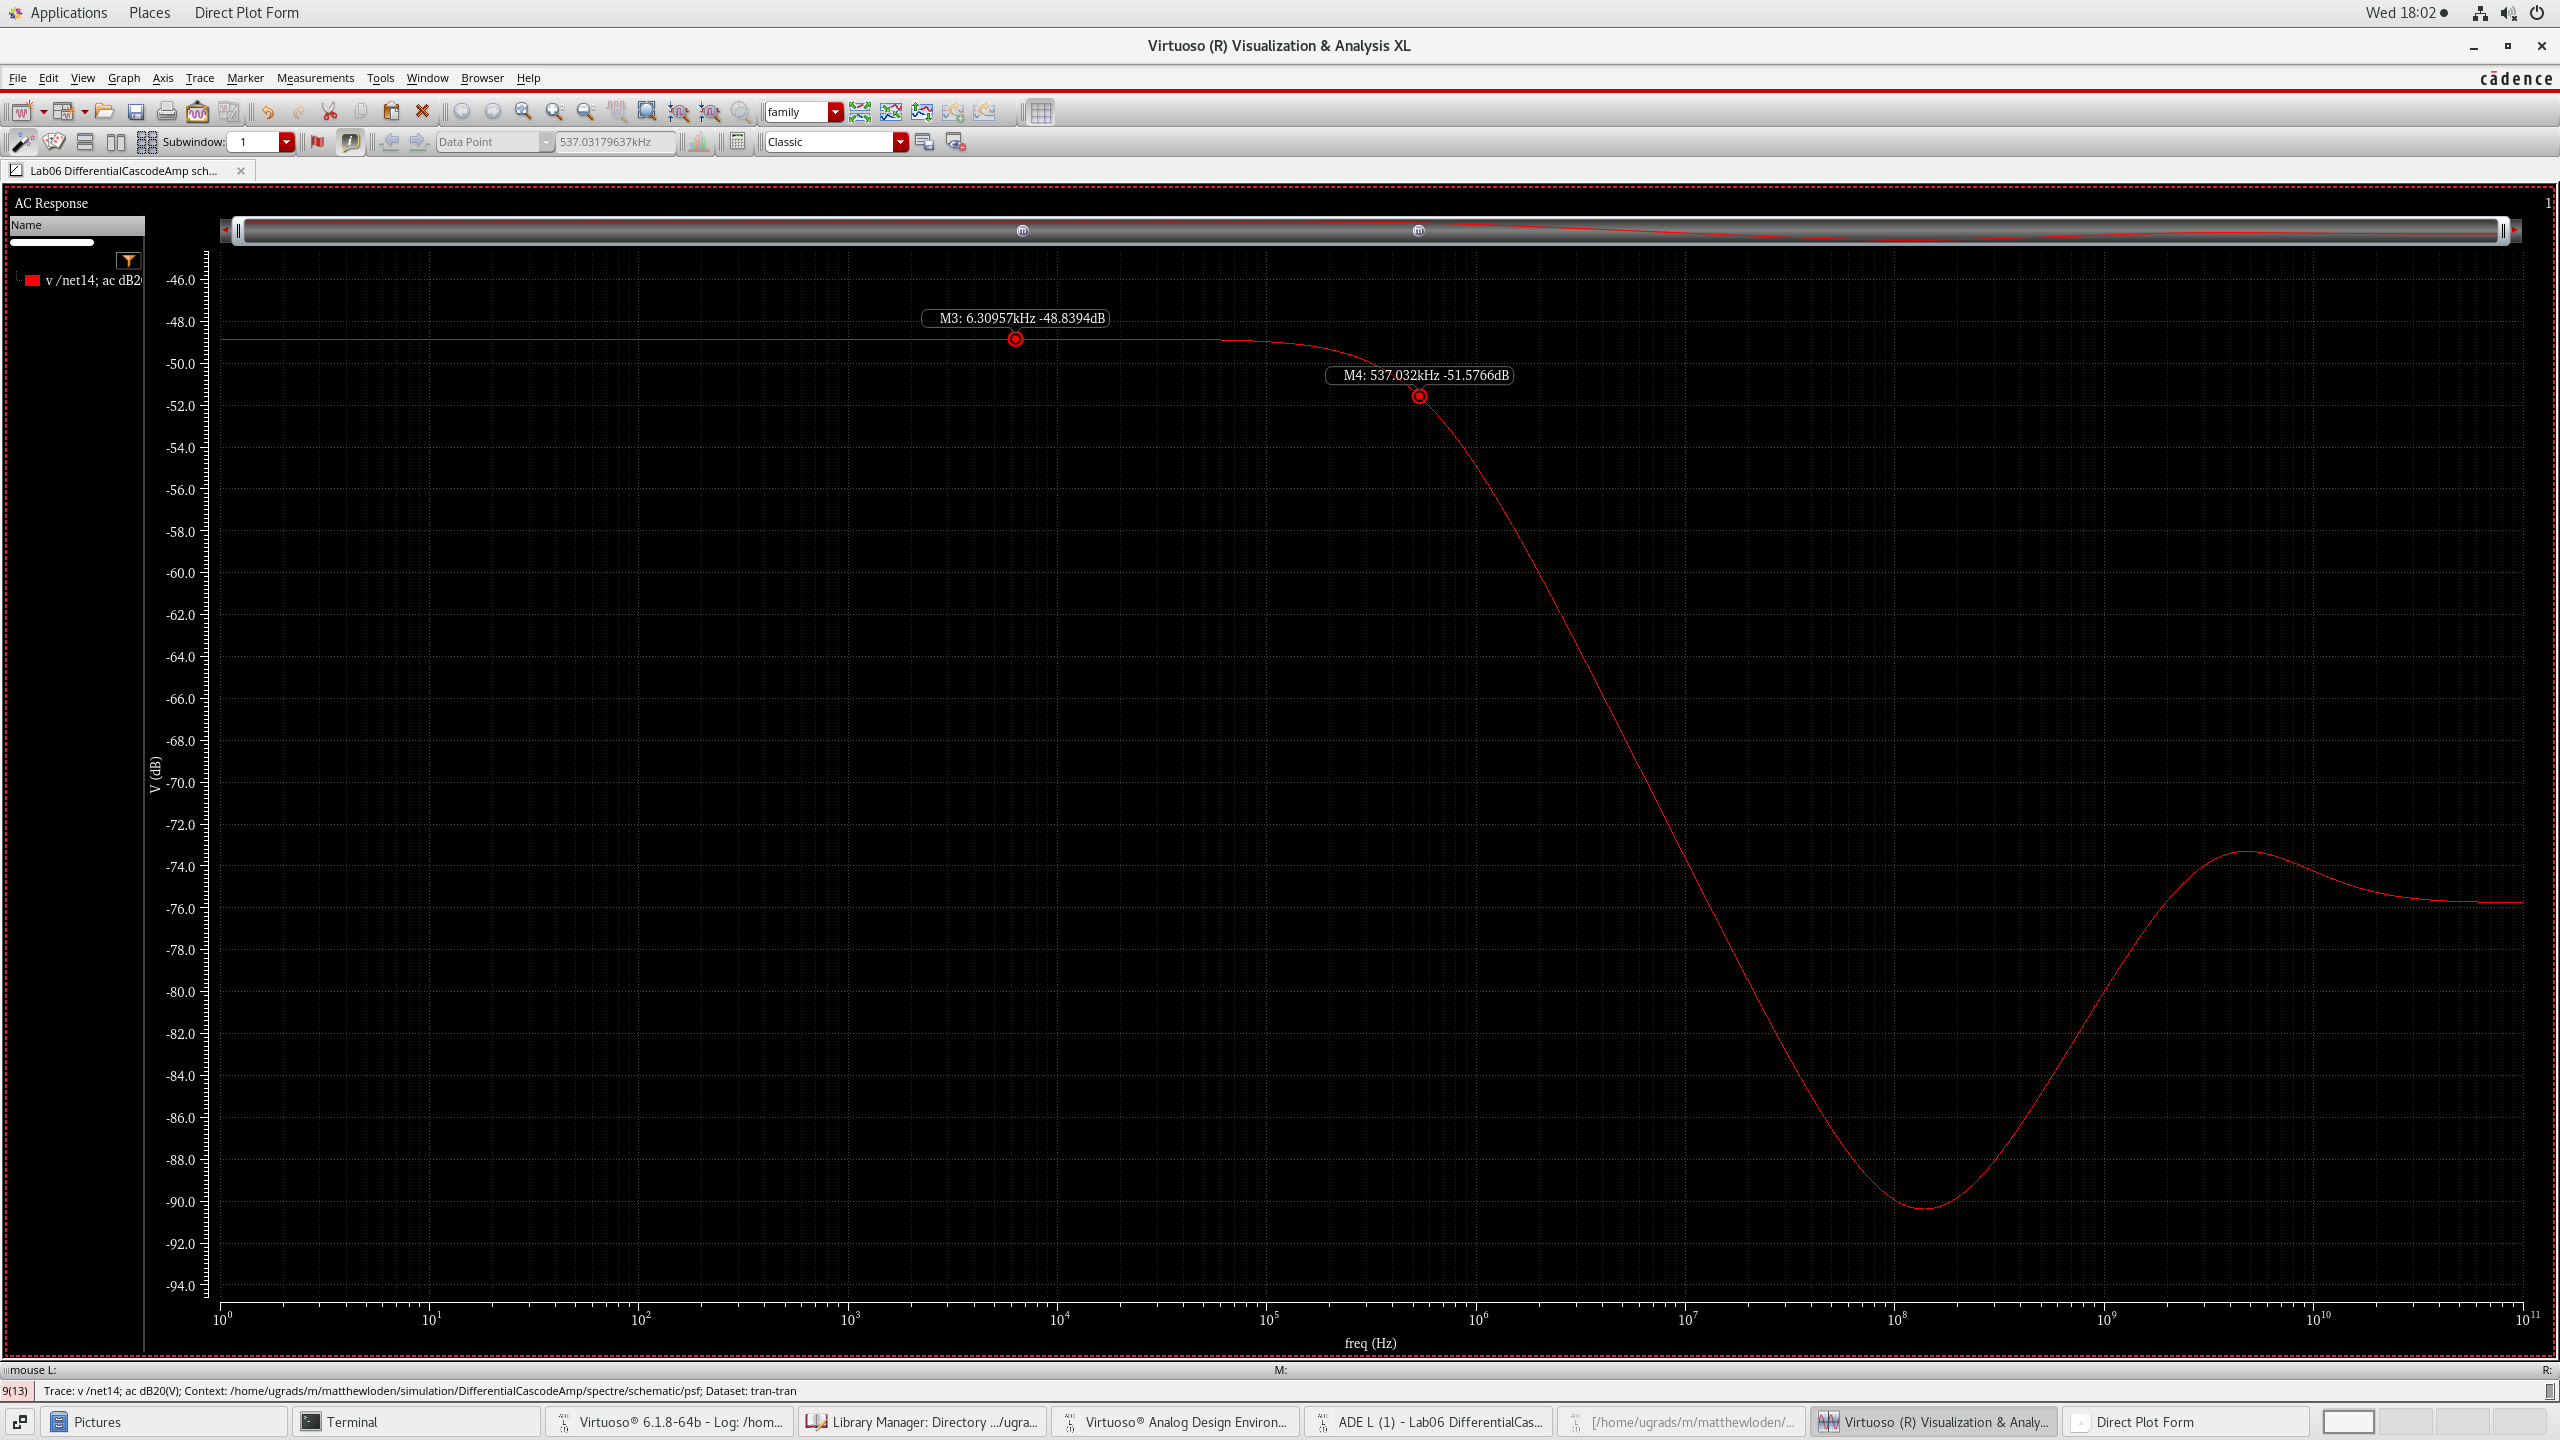 Applications Places Direct Plot Form Wed 18:02
Virtuoso (R) Visualization & Analysis XL
File Edit View Graph Axis Trace Marker Measurements Tools Window Browser Help cādence
family
Subwindow: 1 Data Point 537.03179637kHz Classic
Lab06 DifferentialCascodeAmp sch...
AC Response 1
Name
v /net14; ac dB2
M3: 6.30957kHz -48.8394dB
M4: 537.032kHz -51.5766dB
-46.0
-48.0
-50.0
-52.0
-54.0
-56.0
-58.0
-60.0
-62.0
-64.0
-66.0
-68.0
-70.0
-72.0
-74.0
-76.0
-78.0
-80.0
-82.0
-84.0
-86.0
-88.0
-90.0
-92.0
-94.0
V (dB)
10^0 10^1 10^2 10^3 10^4 10^5 10^6 10^7 10^8 10^9 10^10 10^11
freq (Hz)
mouse L: M: R:
9(13) Trace: v /net14; ac dB20(V); Context: /home/ugrads/m/matthewloden/simulation/DifferentialCascodeAmp/spectre/schematic/psf; Dataset: tran-tran
Pictures Terminal Virtuoso® 6.1.8-64b - Log: /hom... Library Manager: Directory .../ugra... Virtuoso® Analog Design Environ... ADE L (1) - Lab06 DifferentialCas... [/home/ugrads/m/matthewloden/... Virtuoso (R) Visualization & Analy... Direct Plot Form